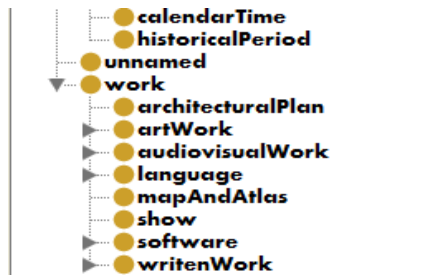 calendarTime
historicalPeriod
unnamed
work
architecturalPlan
artWork
audiovisualWork
language
mapAndAtlas
show
software
writenWork